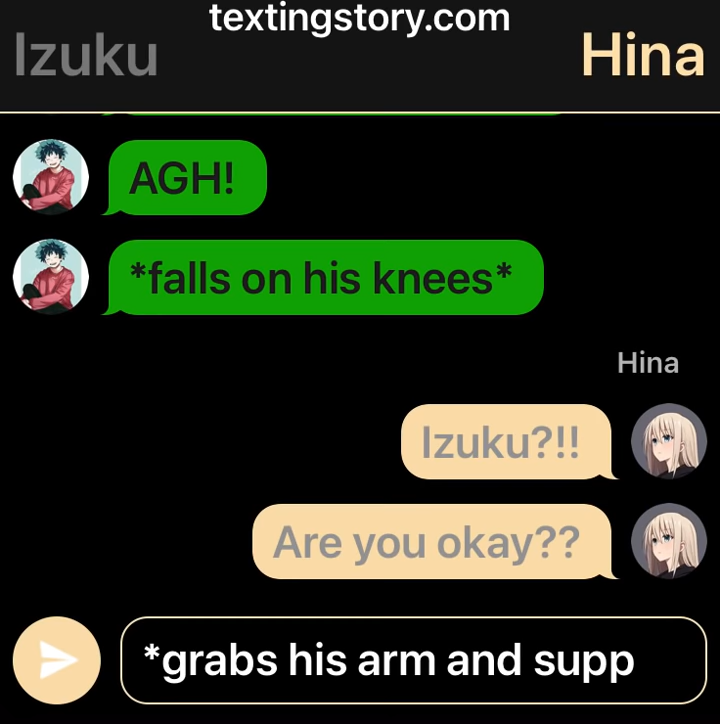 textingstory.com
Izuku
Hina
AGH!
*falls on his knees*
Hina
Izuku?!!
Are you okay??
*grabs his arm and supp